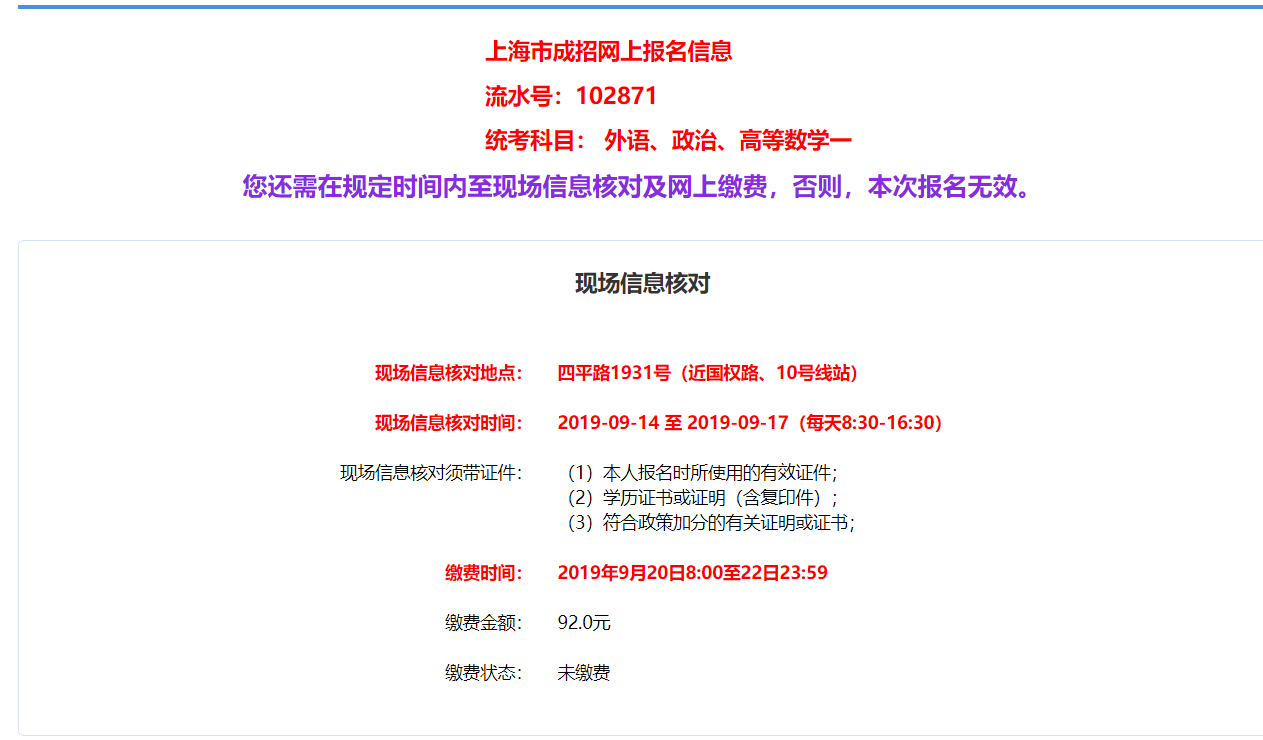 上海市成招网上报名信息
流水号：102871
统考科目： 外语、政治、高等数学一
您还需在规定时间内至现场信息核对及网上缴费，否则，本次报名无效。
现场信息核对
现场信息核对地点： 四平路1931号（近国权路、10号线站）
现场信息核对时间： 2019-09-14 至 2019-09-17（每天8:30-16:30）
现场信息核对须带证件： （1）本人报名时所使用的有效证件；
（2）学历证书或证明（含复印件）；
（3）符合政策加分的有关证明或证书；
缴费时间： 2019年9月20日8:00至22日23:59
缴费金额： 92.0元
缴费状态： 未缴费